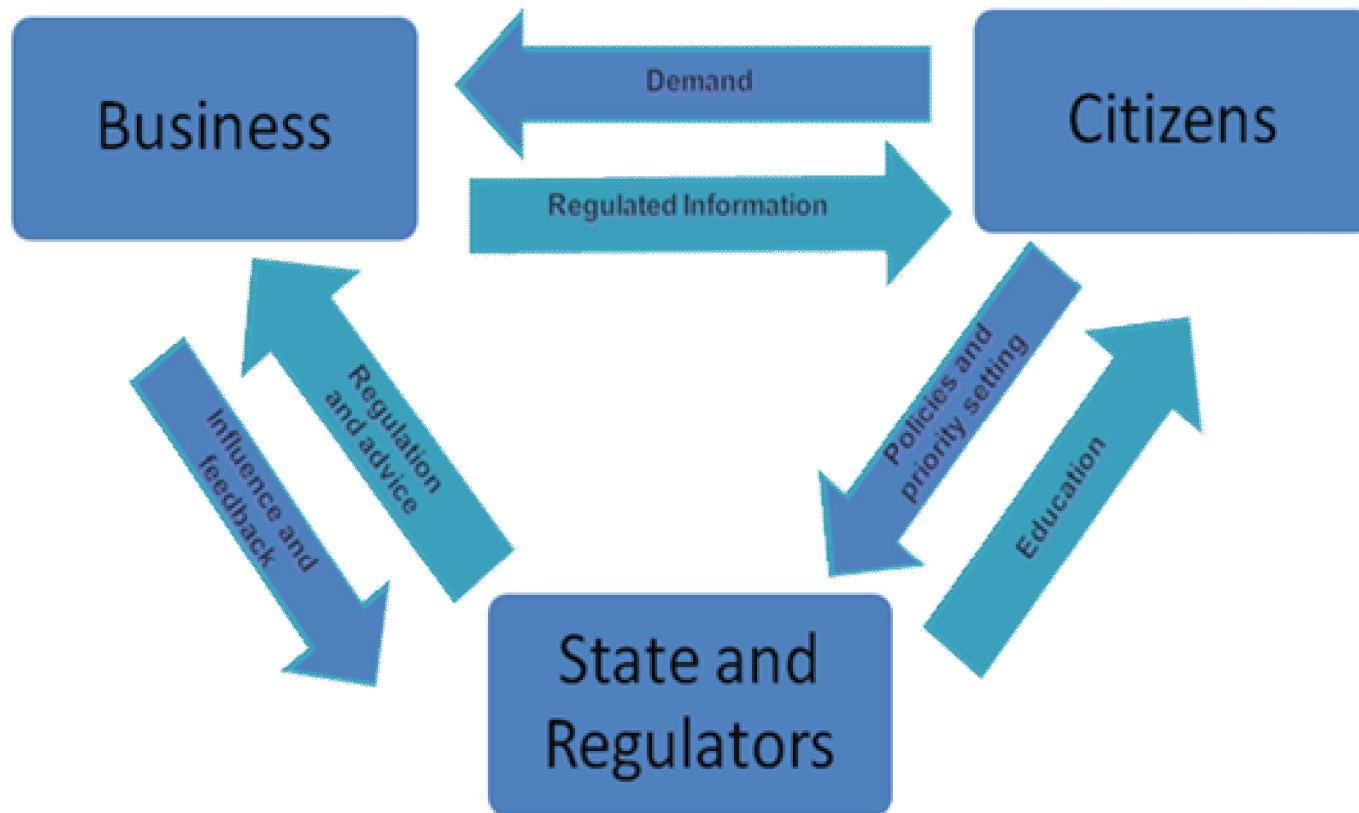 Business
Demand
Citizens
Regulated Information
Influence and
feedback
Regulation
and advice
Policies and
priority setting
Education
State and
Regulators